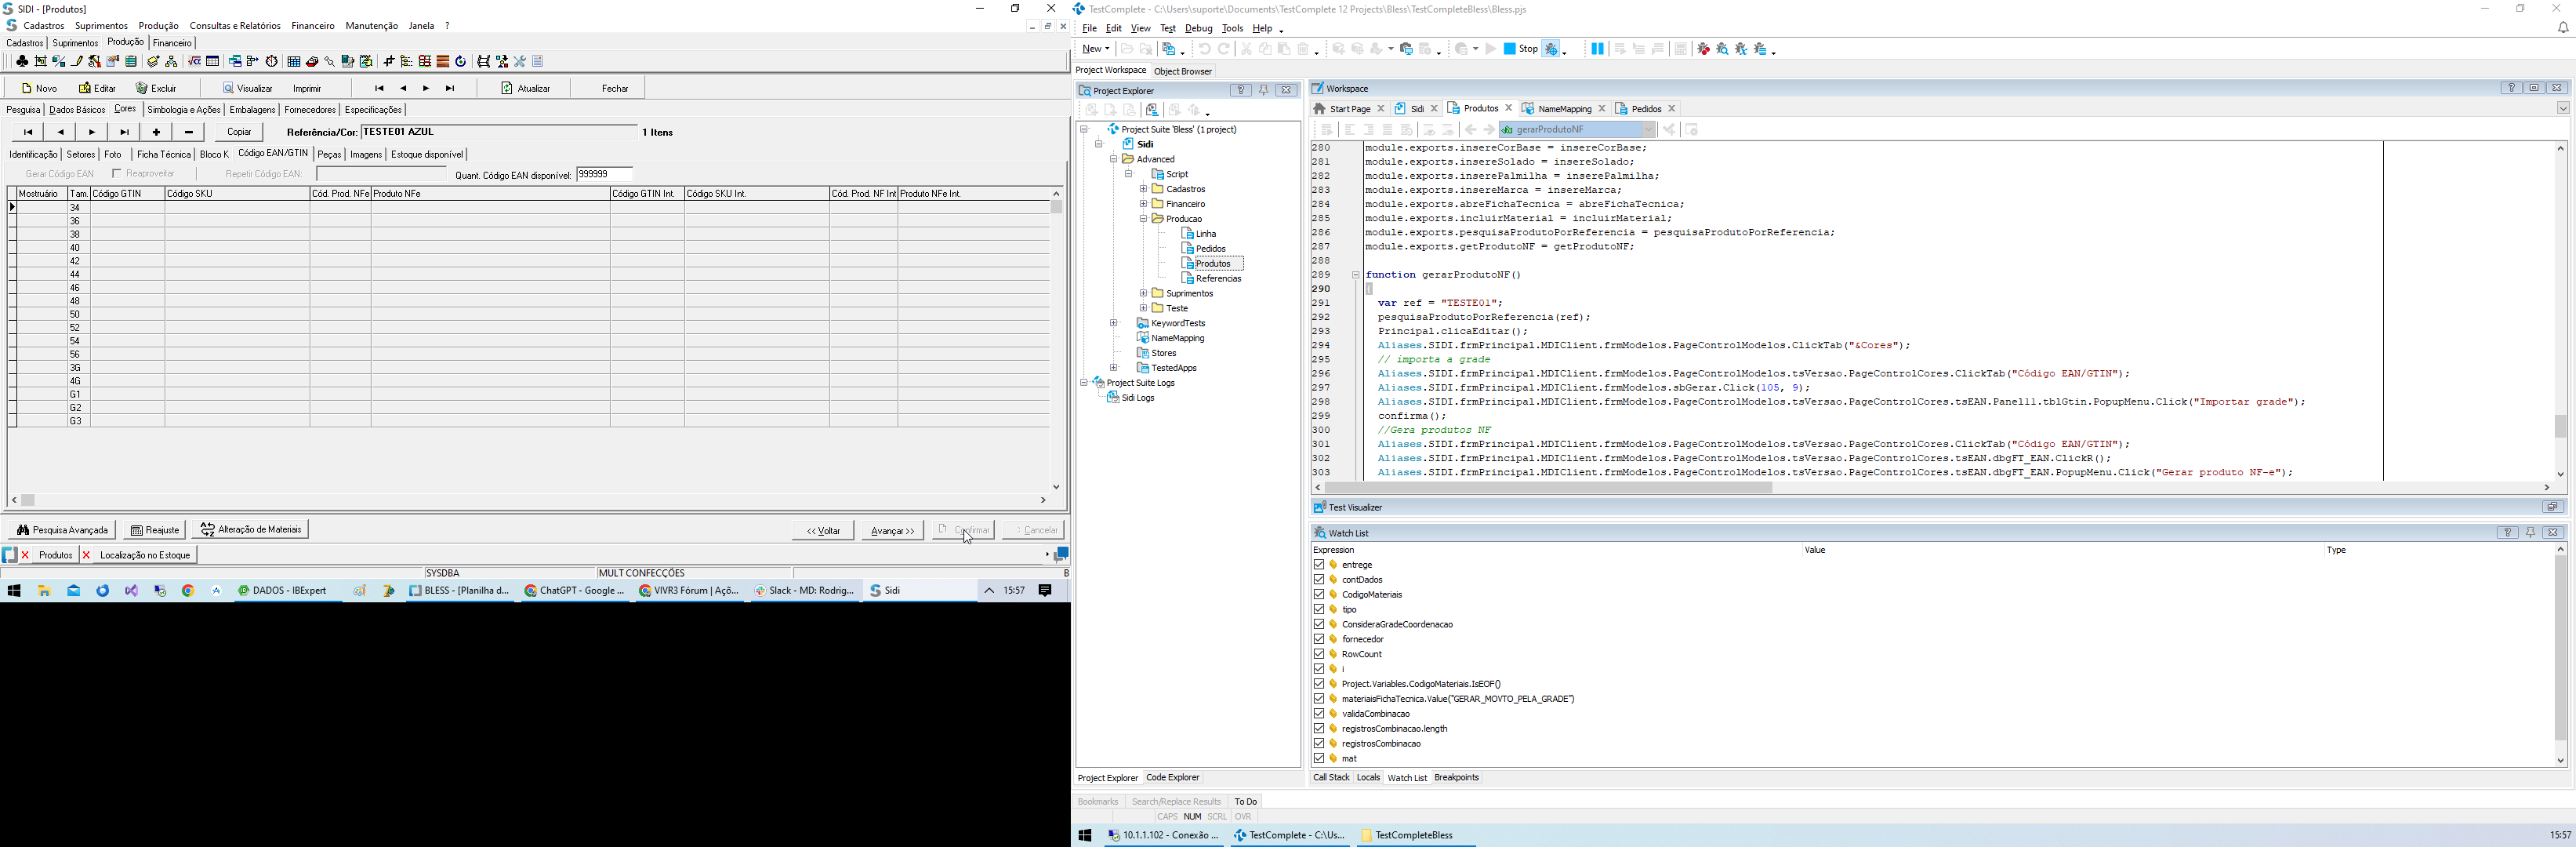 SIDI - [Produtos]
Cadastros Suprimentos Produção Consultas e Relatórios Financeiro Manutenção Janela ?
Cadastros Suprimentos Produção Financeiro
Novo Editar Excluir Visualizar Imprimir Atualizar Fechar
Pesquisa Dados Básicos Cores Simbologia e Ações Embalagens Fornecedores Especificações
Copiar Referência/Cor: TESTE01 AZUL 1 Itens
Identificação Setores Foto Ficha Técnica Bloco K Código EAN/GTIN Peças Imagens Estoque disponível
Gerar Código EAN Reaproveitar Repetir Código EAN: Quant. Código EAN disponível: 999999
Mostruário Tam. Código GTIN Código SKU Cód. Prod. NFe Produto NFe Código GTIN Int. Código SKU Int. Cód. Prod. NF Int Produto NFe Int.
34
36
38
40
42
44
46
48
50
52
54
56
3G
4G
G1
G2
G3
Pesquisa Avançada Reajuste Alteração de Materiais << Voltar Avançar >> Confirmar Cancelar
Produtos Localização no Estoque
SYSDBA MULT CONFECÇÕES B
DADOS - IBExpert BLESS - [Planilha d... ChatGPT - Google ... VIVR3 Fórum | Açõ... Slack - MD: Rodrig... Sidi 15:57
TestComplete - C:\Users\suporte\Documents\TestComplete 12 Projects\Bless\TestCompleteBless\Bless.pjs
File Edit View Test Debug Tools Help
New Stop
Project Workspace Object Browser
Project Explorer
Project Suite 'Bless' (1 project)
Sidi
Advanced
Script
Cadastros
Financeiro
Producao
Linha
Pedidos
Produtos
Referencias
Suprimentos
Teste
KeywordTests
NameMapping
Stores
TestedApps
Project Suite Logs
Sidi Logs
Project Explorer Code Explorer
Workspace
Start Page Sidi Produtos NameMapping Pedidos
gerarProdutoNF
280 module.exports.insereCorBase = insereCorBase;
281 module.exports.insereSolado = insereSolado;
282 module.exports.inserePalmilha = inserePalmilha;
283 module.exports.insereMarca = insereMarca;
284 module.exports.abreFichaTecnica = abreFichaTecnica;
285 module.exports.incluirMaterial = incluirMaterial;
286 module.exports.pesquisaProdutoPorReferencia = pesquisaProdutoPorReferencia;
287 module.exports.getProdutoNF = getProdutoNF;
288
289 function gerarProdutoNF()
290 {
291 var ref = "TESTE01";
292 pesquisaProdutoPorReferencia(ref);
293 Principal.clicaEditar();
294 Aliases.SIDI.frmPrincipal.MDIClient.frmModelos.PageControlModelos.ClickTab("&Cores");
295 // importa a grade
296 Aliases.SIDI.frmPrincipal.MDIClient.frmModelos.PageControlModelos.tsVersao.PageControlCores.ClickTab("Código EAN/GTIN");
297 Aliases.SIDI.frmPrincipal.MDIClient.frmModelos.sbGerar.Click(105, 9);
298 Aliases.SIDI.frmPrincipal.MDIClient.frmModelos.PageControlModelos.tsVersao.PageControlCores.tsEAN.Panel11.tblGtin.PopupMenu.Click("Importar grade");
299 confirma();
300 //Gera produtos NF
301 Aliases.SIDI.frmPrincipal.MDIClient.frmModelos.PageControlModelos.tsVersao.PageControlCores.ClickTab("Código EAN/GTIN");
302 Aliases.SIDI.frmPrincipal.MDIClient.frmModelos.PageControlModelos.tsVersao.PageControlCores.tsEAN.dbgFT_EAN.ClickR();
303 Aliases.SIDI.frmPrincipal.MDIClient.frmModelos.PageControlModelos.tsVersao.PageControlCores.tsEAN.dbgFT_EAN.PopupMenu.Click("Gerar produto NF-e");
Test Visualizer
Watch List
Expression Value Type
entrege
contDados
CodigoMateriais
tipo
ConsideraGradeCoordenacao
fornecedor
RowCount
i
Project.Variables.CodigoMateriais.IsEOF()
materiaisFichaTecnica.Value("GERAR_MOVTO_PELA_GRADE")
validaCombinacao
registrosCombinacao.length
registrosCombinacao
mat
Call Stack Locals Watch List Breakpoints
Bookmarks Search/Replace Results To Do
CAPS NUM SCRL OVR
10.1.1.102 - Conexão ... TestComplete - C:\Us... TestCompleteBless 15:57